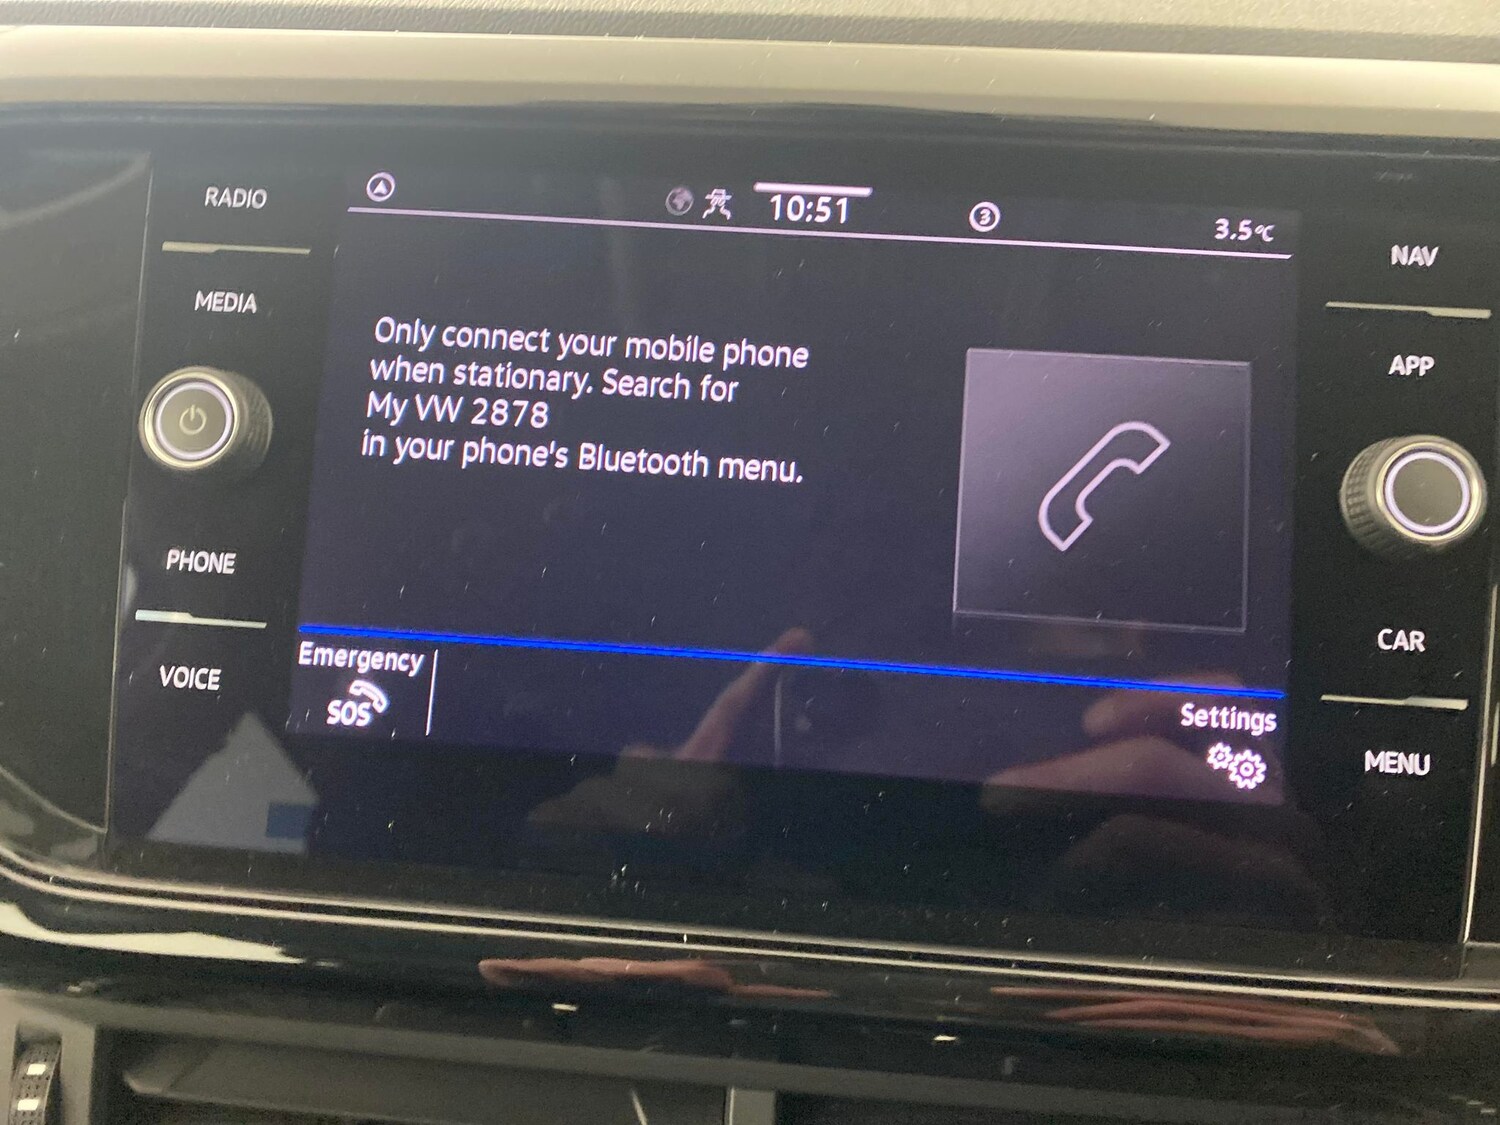 RADIO
MEDIA
PHONE
VOICE
10:51
3
3.5°C
Only connect your mobile phone
when stationary. Search for
My VW 2878
in your phone's Bluetooth menu.
Emergency
SOS
Settings
NAV
APP
CAR
MENU